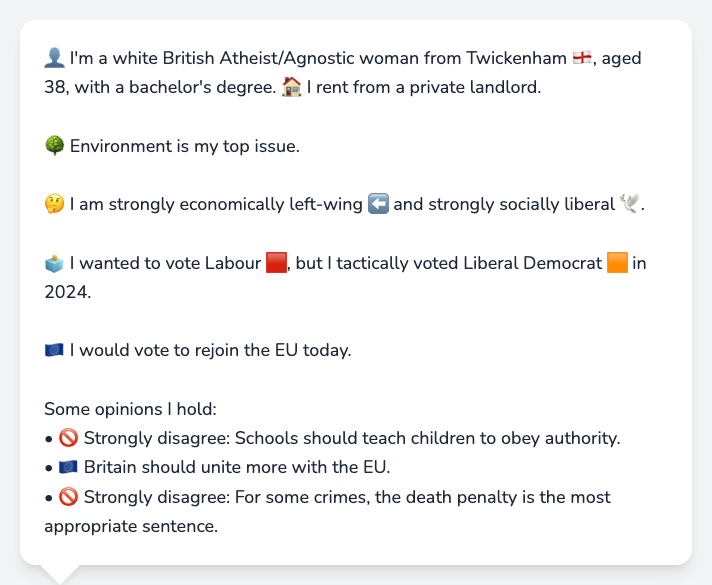 👤 I'm a white British Atheist/Agnostic woman from Twickenham 🏴󠁧󠁢󠁥󠁮󠁧󠁿, aged
38, with a bachelor's degree. 🏠 I rent from a private landlord.
🌳 Environment is my top issue.
🤔 I am strongly economically left-wing ⬅️ and strongly socially liberal 🕊️.
🗳️ I wanted to vote Labour 🟥, but I tactically voted Liberal Democrat 🟧 in
2024.
🇪🇺 I would vote to rejoin the EU today.
Some opinions I hold:
• 🚫 Strongly disagree: Schools should teach children to obey authority.
• 🇪🇺 Britain should unite more with the EU.
• 🚫 Strongly disagree: For some crimes, the death penalty is the most
appropriate sentence.